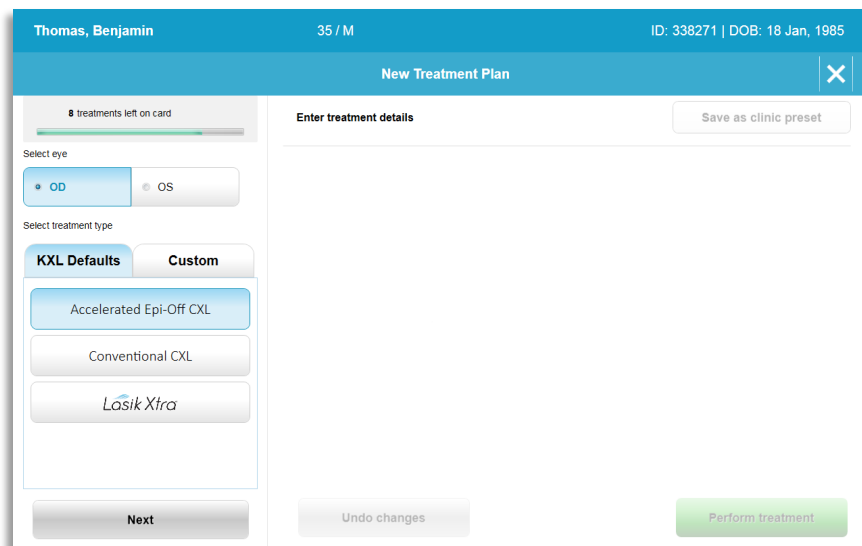 Thomas, Benjamin 35 / M ID: 338271 | DOB: 18 Jan, 1985
New Treatment Plan
8 treatments left on card
Select eye
OD OS
Select treatment type
KXL Defaults Custom
Accelerated Epi-Off CXL
Conventional CXL
Lasik Xtra
Next
Enter treatment details Save as clinic preset
Undo changes Perform treatment